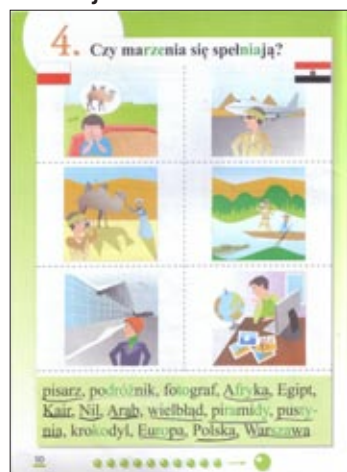 4. Czy marzenia się spełniają?
pisarz, podróżnik, fotograf, Afryka, Egipt,
Kair, Nil, Arab, wielbłąd, piramidy, pusty-
nia, krokodyl, Europa, Polska, Warszawa